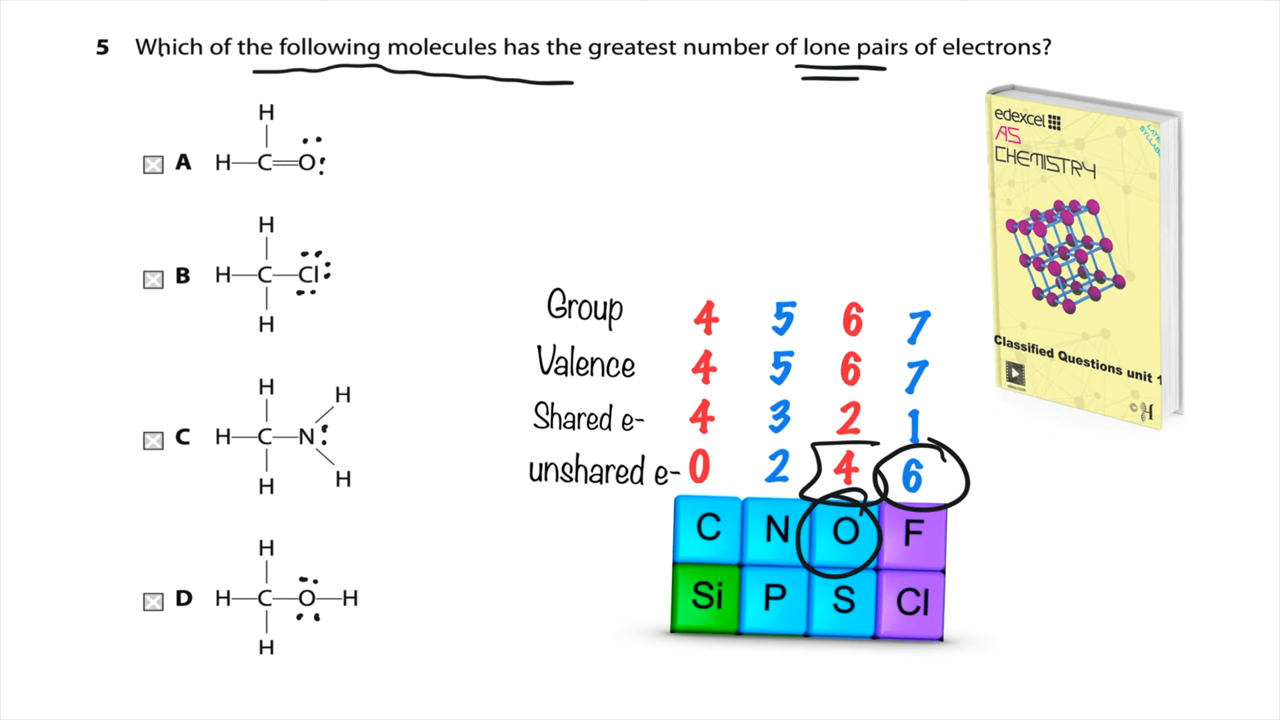 5 Which of the following molecules has the greatest number of lone pairs of electrons?
H
A H—C=O
H
B H—C—Cl
H
H
H
C H—C—N
H
H
H
D H—C—O—H
H
edexcel
AS
CHEMISTRY
Classified Questions unit 1
Group 4 5 6 7
Valence 4 5 6 7
Shared e- 4 3 2 1
unshared e- 0 2 4 6
C N O F
Si P S Cl